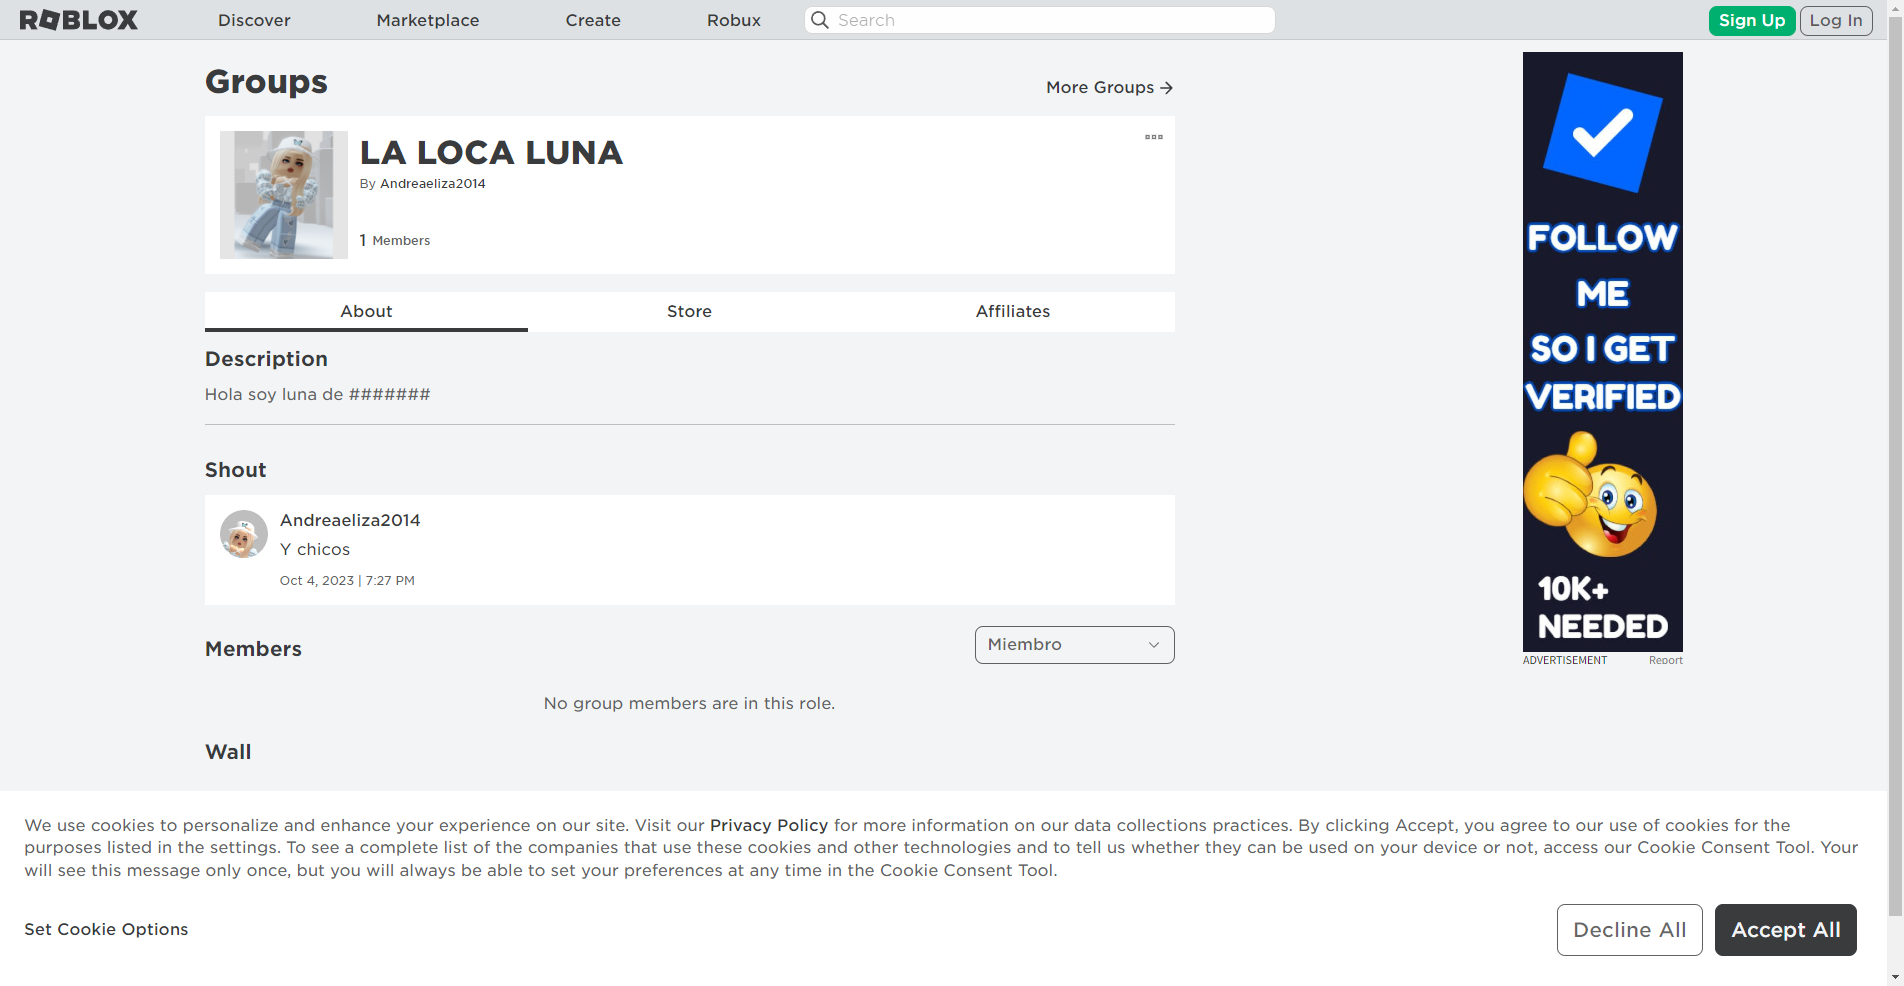 ROBLOX
Discover
Marketplace
Create
Robux
Search
Sign Up
Log In
Groups
More Groups
LA LOCA LUNA
By Andreaeliza2014
1 Members
About
Store
Affiliates
Description
Hola soy luna de #######
Shout
Andreaeliza2014
Y chicos
Oct 4, 2023 | 7:27 PM
Members
Miembro
No group members are in this role.
Wall
FOLLOW
ME
SO I GET
VERIFIED
10K+
NEEDED
ADVERTISEMENT
Report
We use cookies to personalize and enhance your experience on our site. Visit our Privacy Policy for more information on our data collections practices. By clicking Accept, you agree to our use of cookies for the
purposes listed in the settings. To see a complete list of the companies that use these cookies and other technologies and to tell us whether they can be used on your device or not, access our Cookie Consent Tool. Your
will see this message only once, but you will always be able to set your preferences at any time in the Cookie Consent Tool.
Set Cookie Options
Decline All
Accept All